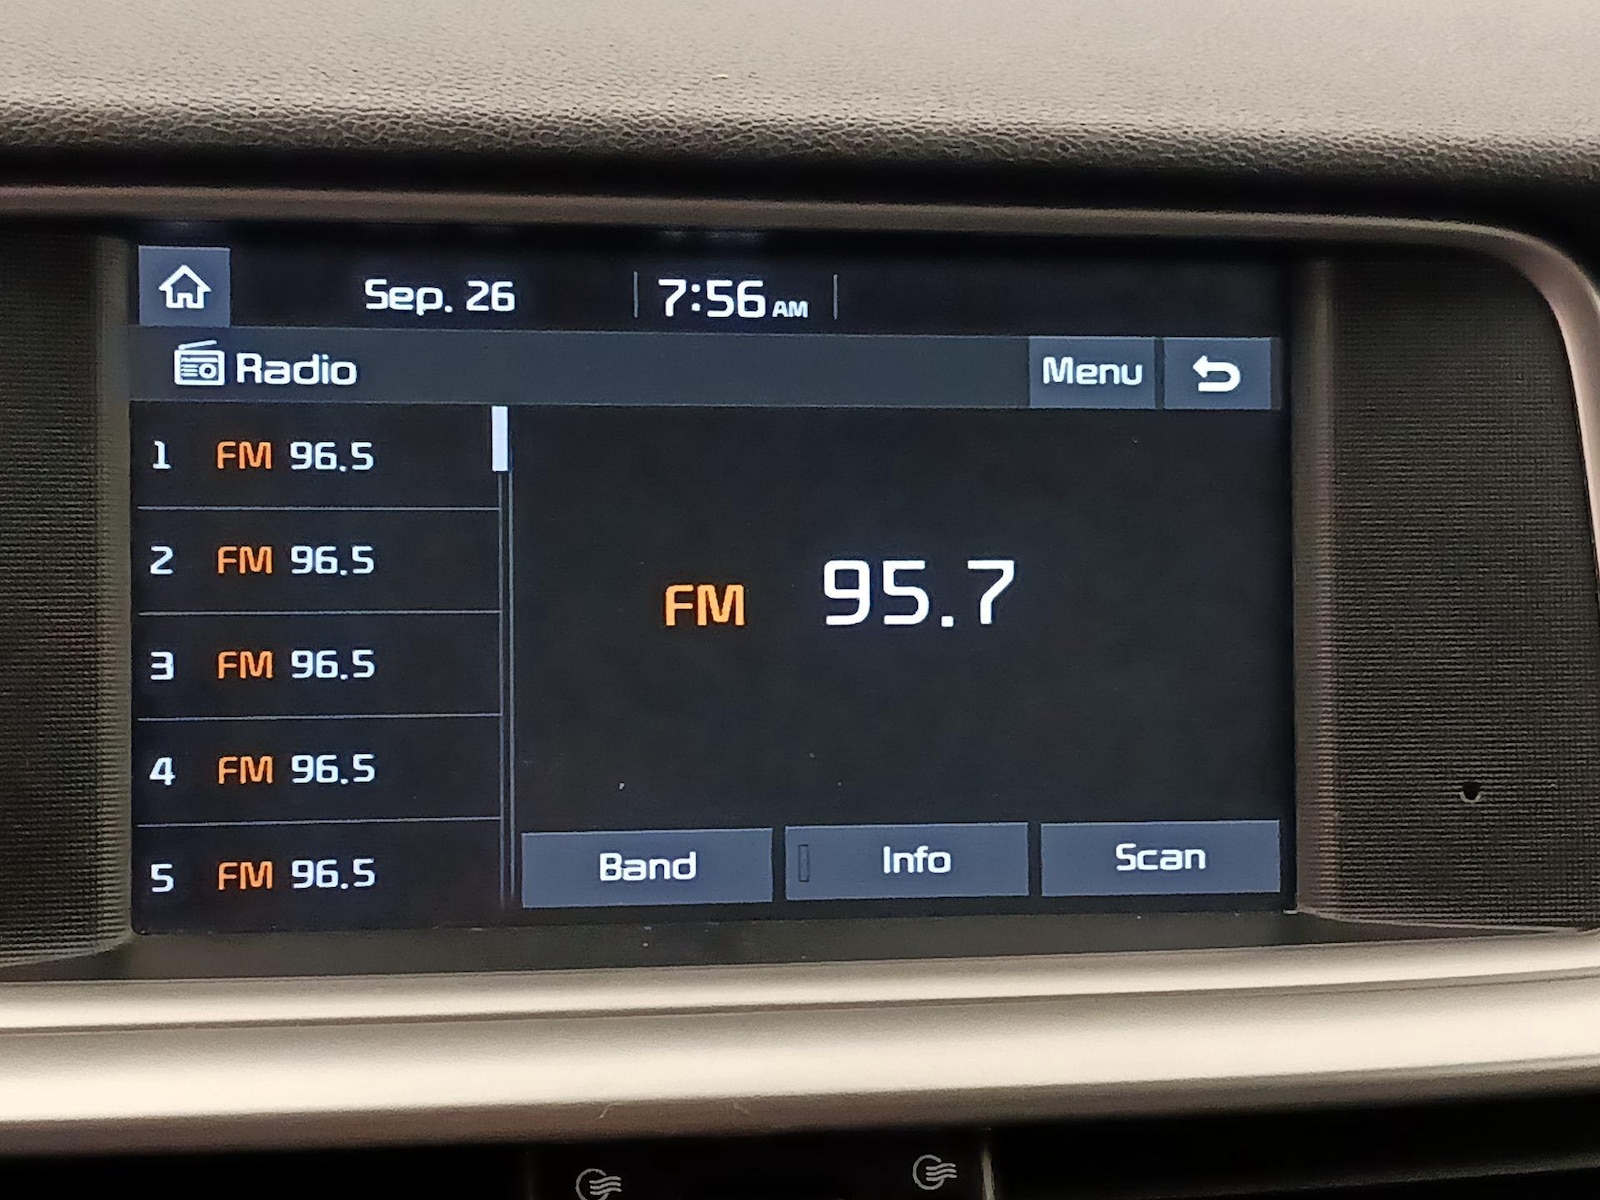 Sep. 26 7:56 AM
Radio Menu
1 FM 96.5
2 FM 96.5
3 FM 96.5
4 FM 96.5
5 FM 96.5
FM 95.7
Band Info Scan